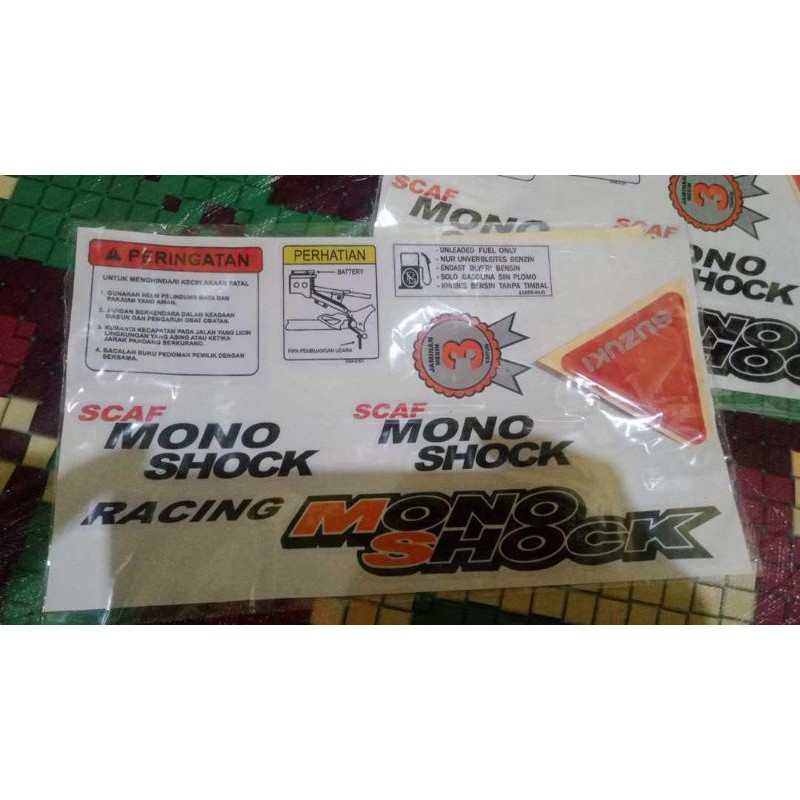 PERINGATAN
UNTUK MENGHINDARI KECELAKAAN FATAL
1. GUNAKAN HELM PELINDUNG MATA DAN
PAKAIAN YANG AMAN.
2. JANGAN BERKENDARA DALAM KEADAAN
MABUK DAN PENGARUH OBAT OBATAN.
3. KURANGI KECAPATAN PADA JALAN YANG LICIN
LINGKUNGAN YANG ASING ATAU KETIKA
JARAK PANDANG BERKURANG.
4. BACALAH BUKU PEDOMAN PEMILIK DENGAN
SEKSAMA.
PERHATIAN
BATTERY
PIPA PEMBUANGAN UDARA
- UNLEADED FUEL ONLY
- NUR UNVERBLEITES BENZIN
- ENDAST BLYFRI BENSIN
- SOLO GASOLINA SIN PLOMO
- KHUSUS BENSIN TANPA TIMBAL
JAMINAN
MESIN
3
TAHUN
SUZUKI
SCAF
MONO
SHOCK
SCAF
MONO
SHOCK
RACING MONO
SHOCK
SCAF
MONO
SCAF
MONO
SHOCK
3